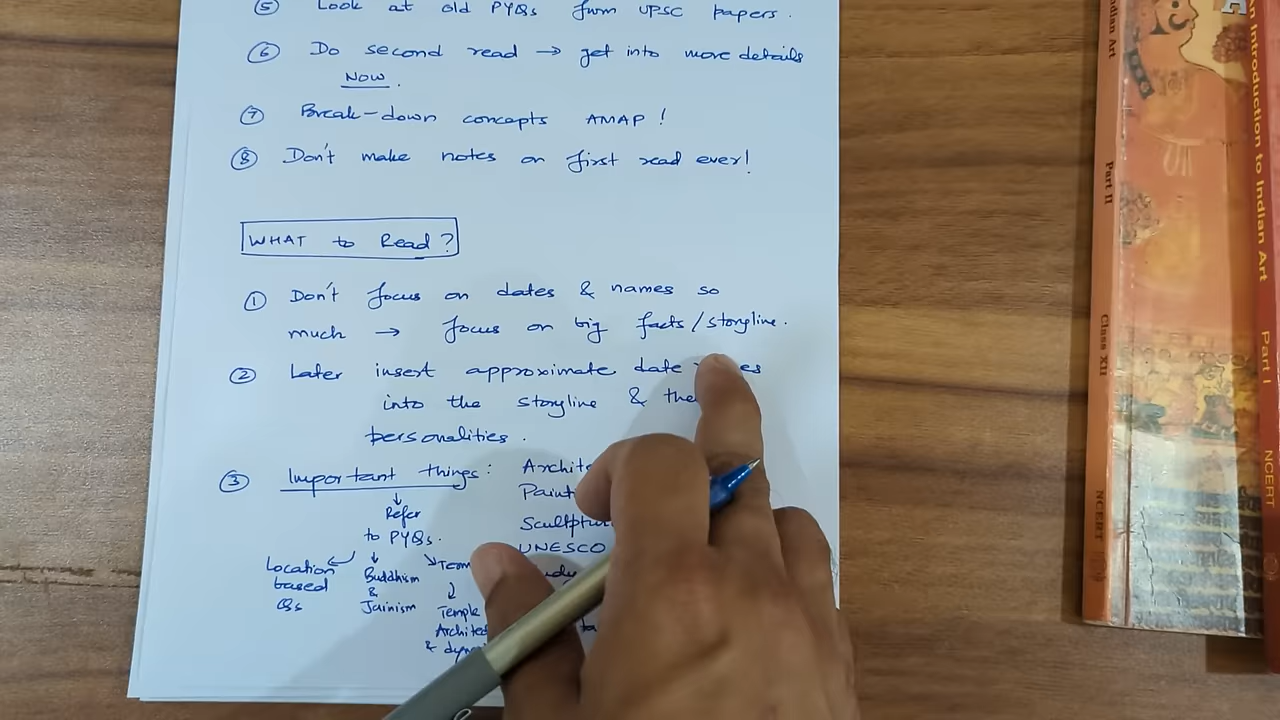 ⑤ Look at old PYQs from UPSC papers.
⑥ Do second read → get into more details
NOW.
⑦ Break-down concepts AMAP!
⑧ Don't make notes on first read ever!
WHAT to Read?
① Don't focus on dates & names so
much → focus on big facts/storyline.
② Later insert approximate date
into the storyline & the
personalities.
③ Important things:
Refer
to PYQs.
Location
based
Qs
Buddhism
&
Jainism
Temple
Sculptu
UNESCO
Indian Art
Part II
Class XII
NCERT
An Introduction to Indian Art
Part I
NCERT